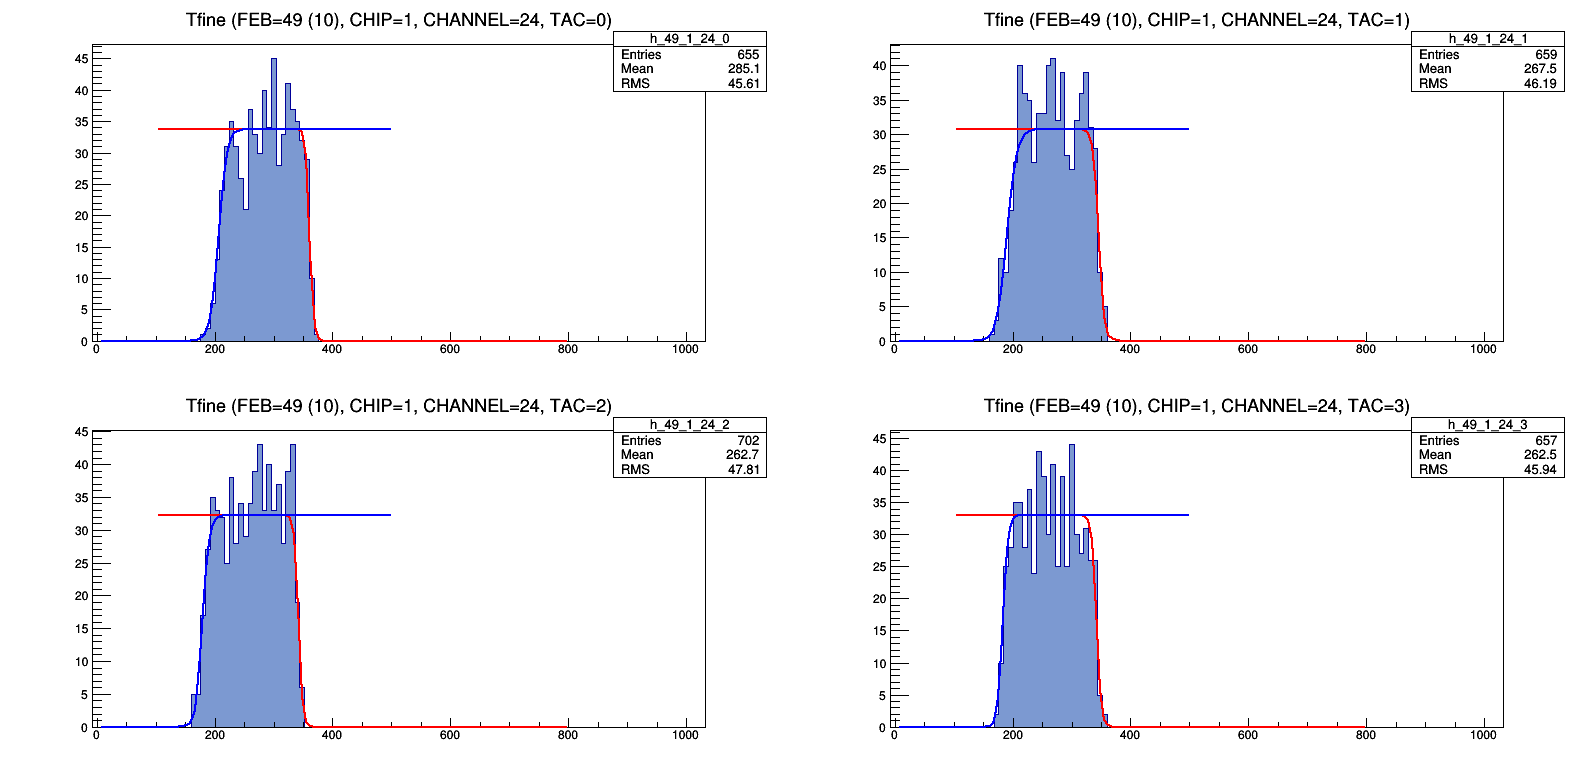 Tfine (FEB=49 (10), CHIP=1, CHANNEL=24, TAC=0)
h_49_1_24_0
Entries 655
Mean 285.1
RMS 45.61
45
40
35
30
25
20
15
10
5
0
0 200 400 600 800 1000
Tfine (FEB=49 (10), CHIP=1, CHANNEL=24, TAC=1)
h_49_1_24_1
Entries 659
Mean 267.5
RMS 46.19
40
35
30
25
20
15
10
5
0
0 200 400 600 800 1000
Tfine (FEB=49 (10), CHIP=1, CHANNEL=24, TAC=2)
h_49_1_24_2
Entries 702
Mean 262.7
RMS 47.81
45
40
35
30
25
20
15
10
5
0
0 200 400 600 800 1000
Tfine (FEB=49 (10), CHIP=1, CHANNEL=24, TAC=3)
h_49_1_24_3
Entries 657
Mean 262.5
RMS 45.94
45
40
35
30
25
20
15
10
5
0
0 200 400 600 800 1000